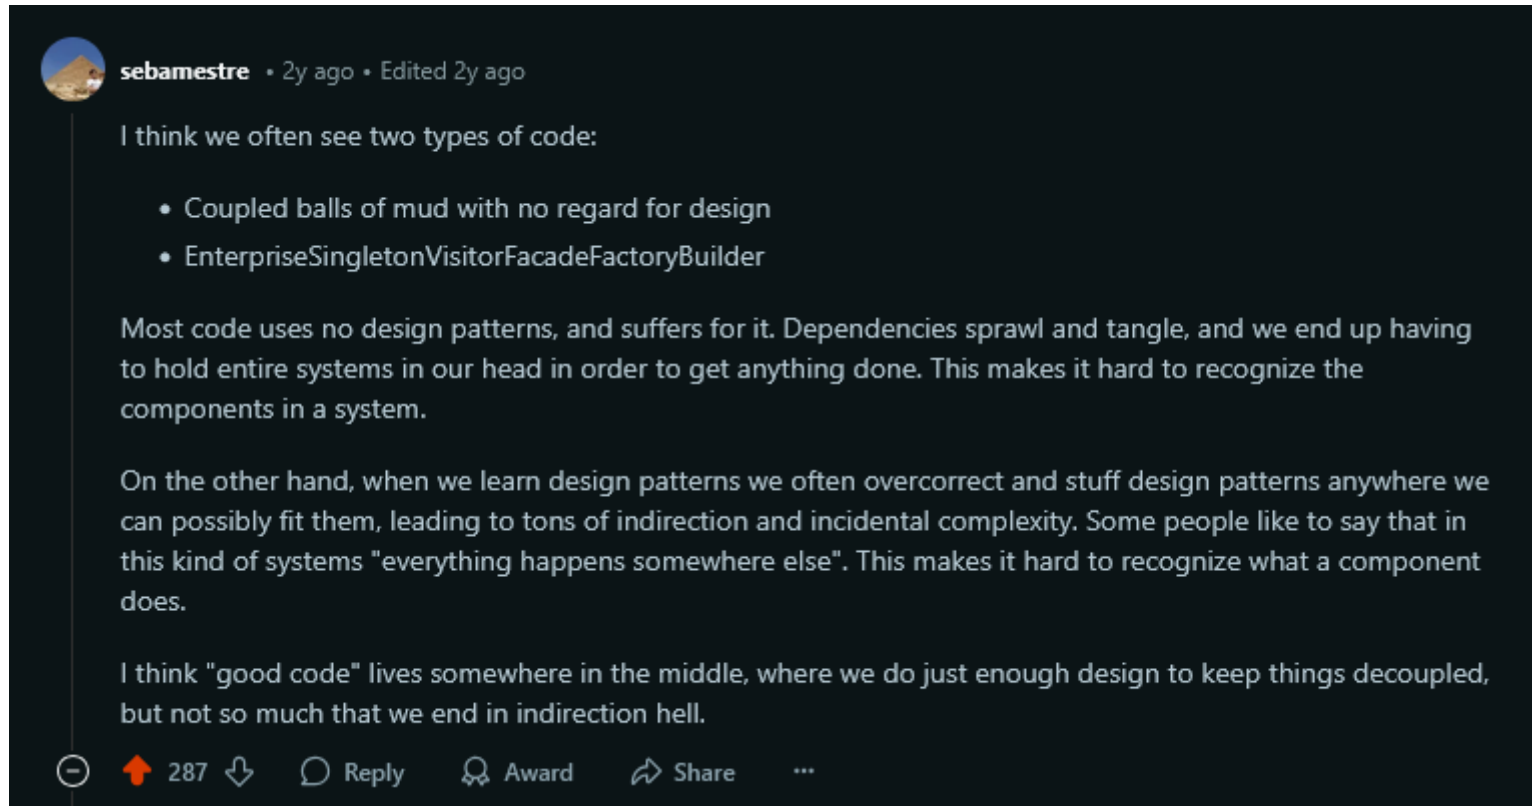 sebamestre • 2y ago • Edited 2y ago
I think we often see two types of code:
• Coupled balls of mud with no regard for design
• EnterpriseSingletonVisitorFacadeFactoryBuilder
Most code uses no design patterns, and suffers for it. Dependencies sprawl and tangle, and we end up having
to hold entire systems in our head in order to get anything done. This makes it hard to recognize the
components in a system.
On the other hand, when we learn design patterns we often overcorrect and stuff design patterns anywhere we
can possibly fit them, leading to tons of indirection and incidental complexity. Some people like to say that in
this kind of systems "everything happens somewhere else". This makes it hard to recognize what a component
does.
I think "good code" lives somewhere in the middle, where we do just enough design to keep things decoupled,
but not so much that we end in indirection hell.
287 Reply Award Share ...